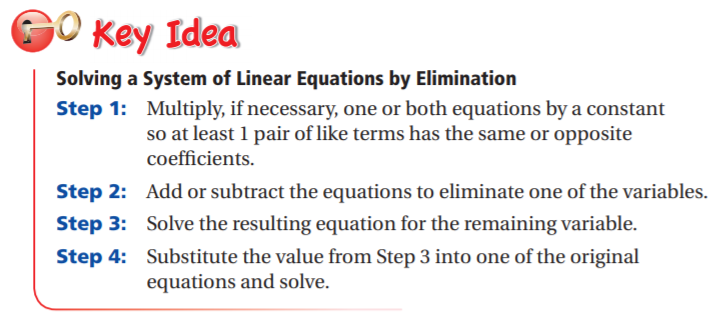 Key Idea
Solving a System of Linear Equations by Elimination
Step 1: Multiply, if necessary, one or both equations by a constant
so at least 1 pair of like terms has the same or opposite
coefficients.
Step 2: Add or subtract the equations to eliminate one of the variables.
Step 3: Solve the resulting equation for the remaining variable.
Step 4: Substitute the value from Step 3 into one of the original
equations and solve.